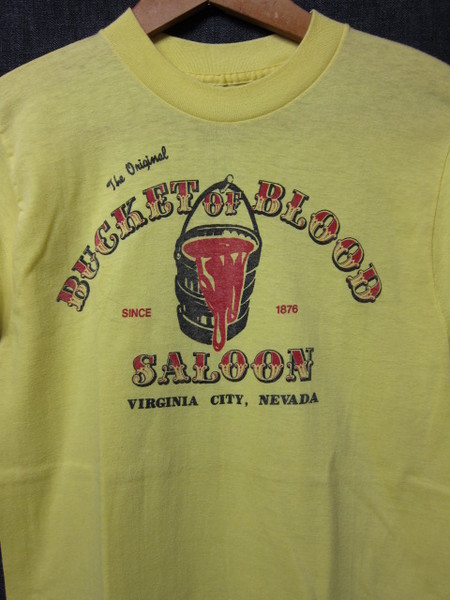 The Original
BUCKET OF BLOOD
SINCE 1876
SALOON
VIRGINIA CITY, NEVADA